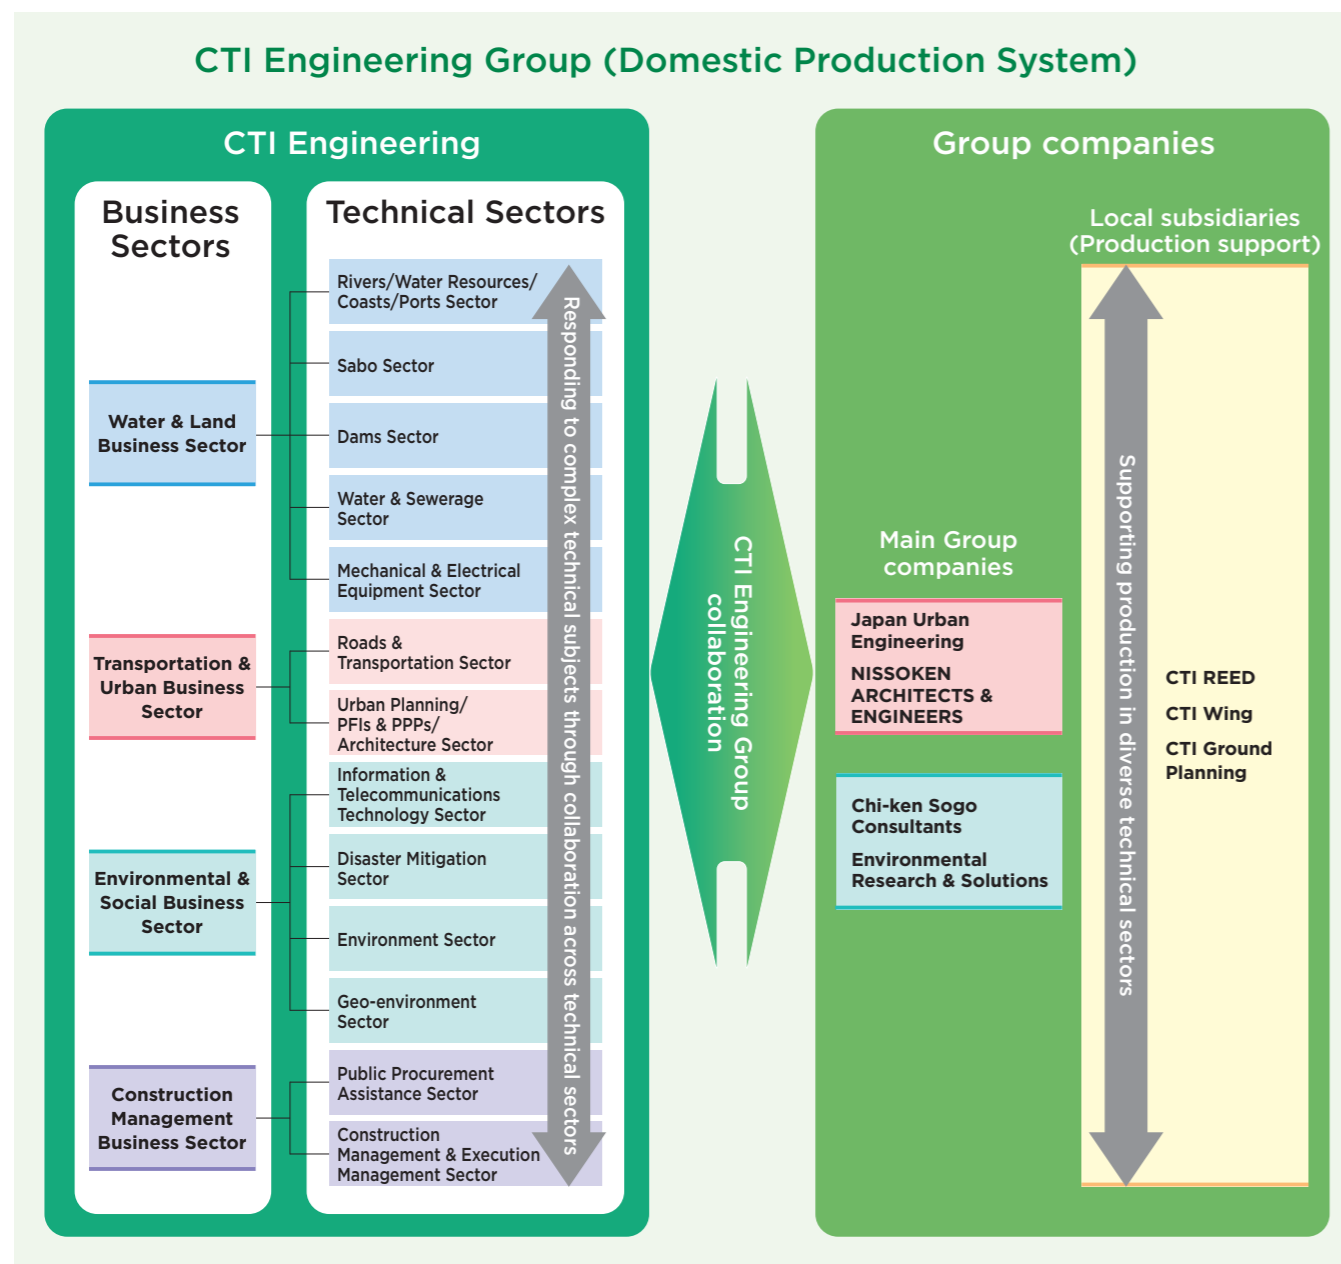 CTI Engineering Group (Domestic Production System)
CTI Engineering
Business
Sectors
Water & Land
Business Sector
Transportation &
Urban Business
Sector
Environmental &
Social Business
Sector
Construction
Management
Business Sector
Technical Sectors
Rivers/Water Resources/
Coasts/Ports Sector
Sabo Sector
Dams Sector
Water & Sewerage
Sector
Mechanical & Electrical
Equipment Sector
Roads &
Transportation Sector
Urban Planning/
PFIs & PPPs/
Architecture Sector
Information &
Telecommunications
Technology Sector
Disaster Mitigation
Sector
Environment Sector
Geo-environment
Sector
Public Procurement
Assistance Sector
Construction
Management & Execution
Management Sector
Responding to complex technical subjects through collaboration across technical sectors
CTI Engineering Group
collaboration
Group companies
Main Group
companies
Japan Urban
Engineering
NISSOKEN
ARCHITECTS &
ENGINEERS
Chi-ken Sogo
Consultants
Environmental
Research & Solutions
Local subsidiaries
(Production support)
Supporting production in diverse technical sectors
CTI REED
CTI Wing
CTI Ground
Planning